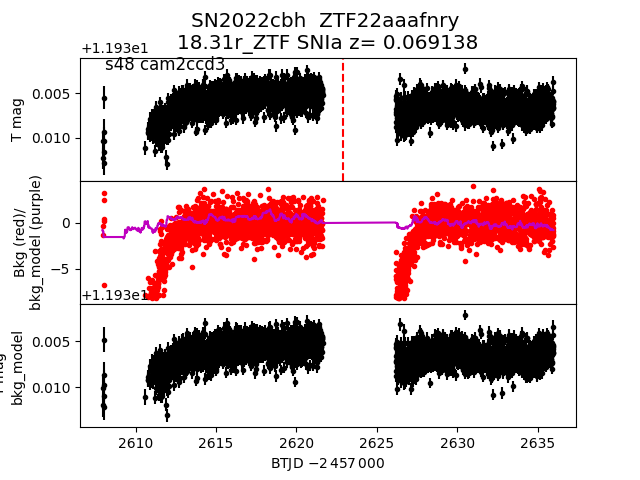 SN2022cbh ZTF22aaafnry
18.31r_ZTF SNIa z= 0.069138
+1.193e1
s48 cam2ccd3
0.005
0.010
T mag
0
−5
Bkg (red)/
bkg_model (purple)
+1.193e1
0.005
0.010
bkg_model
2610 2615 2620 2625 2630 2635
BTJD −2 457 000